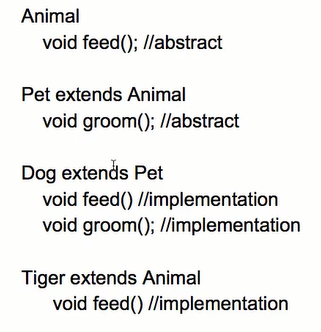 Animal
void feed(); //abstract
Pet extends Animal
void groom(); //abstract
Dog extends Pet
void feed() //implementation
void groom(); //implementation
Tiger extends Animal
void feed() //implementation